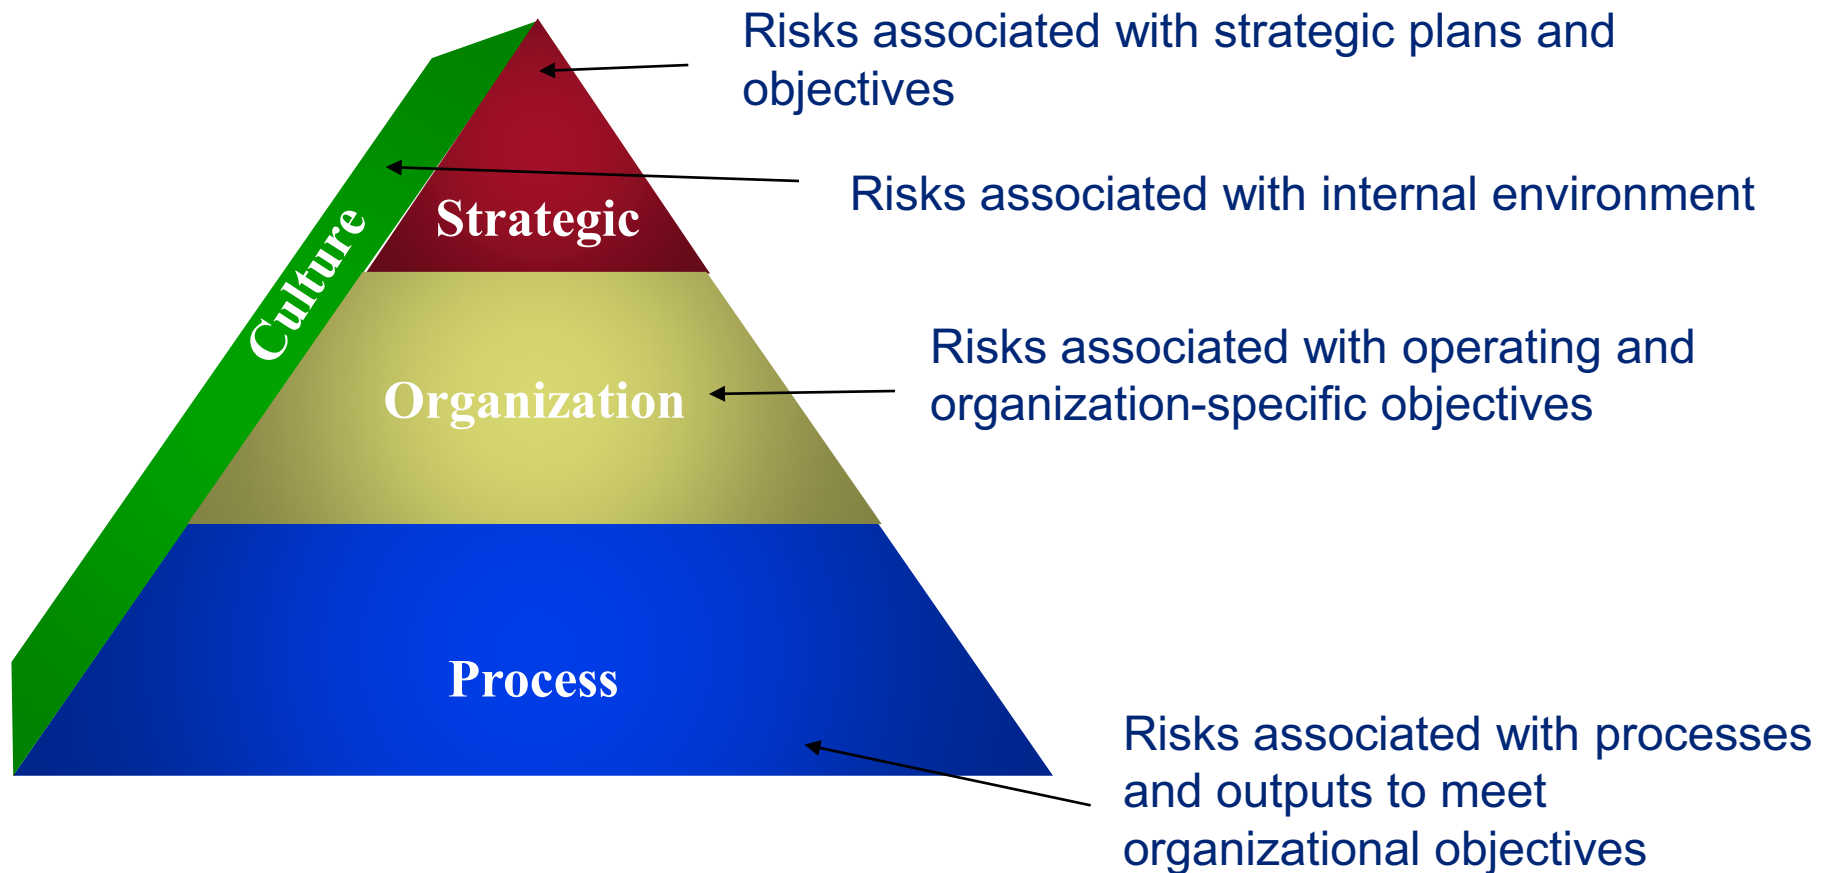 Risks associated with strategic plans and
objectives
Risks associated with internal environment
Strategic
Culture
Risks associated with operating and
organization-specific objectives
Organization
Process
Risks associated with processes
and outputs to meet
organizational objectives